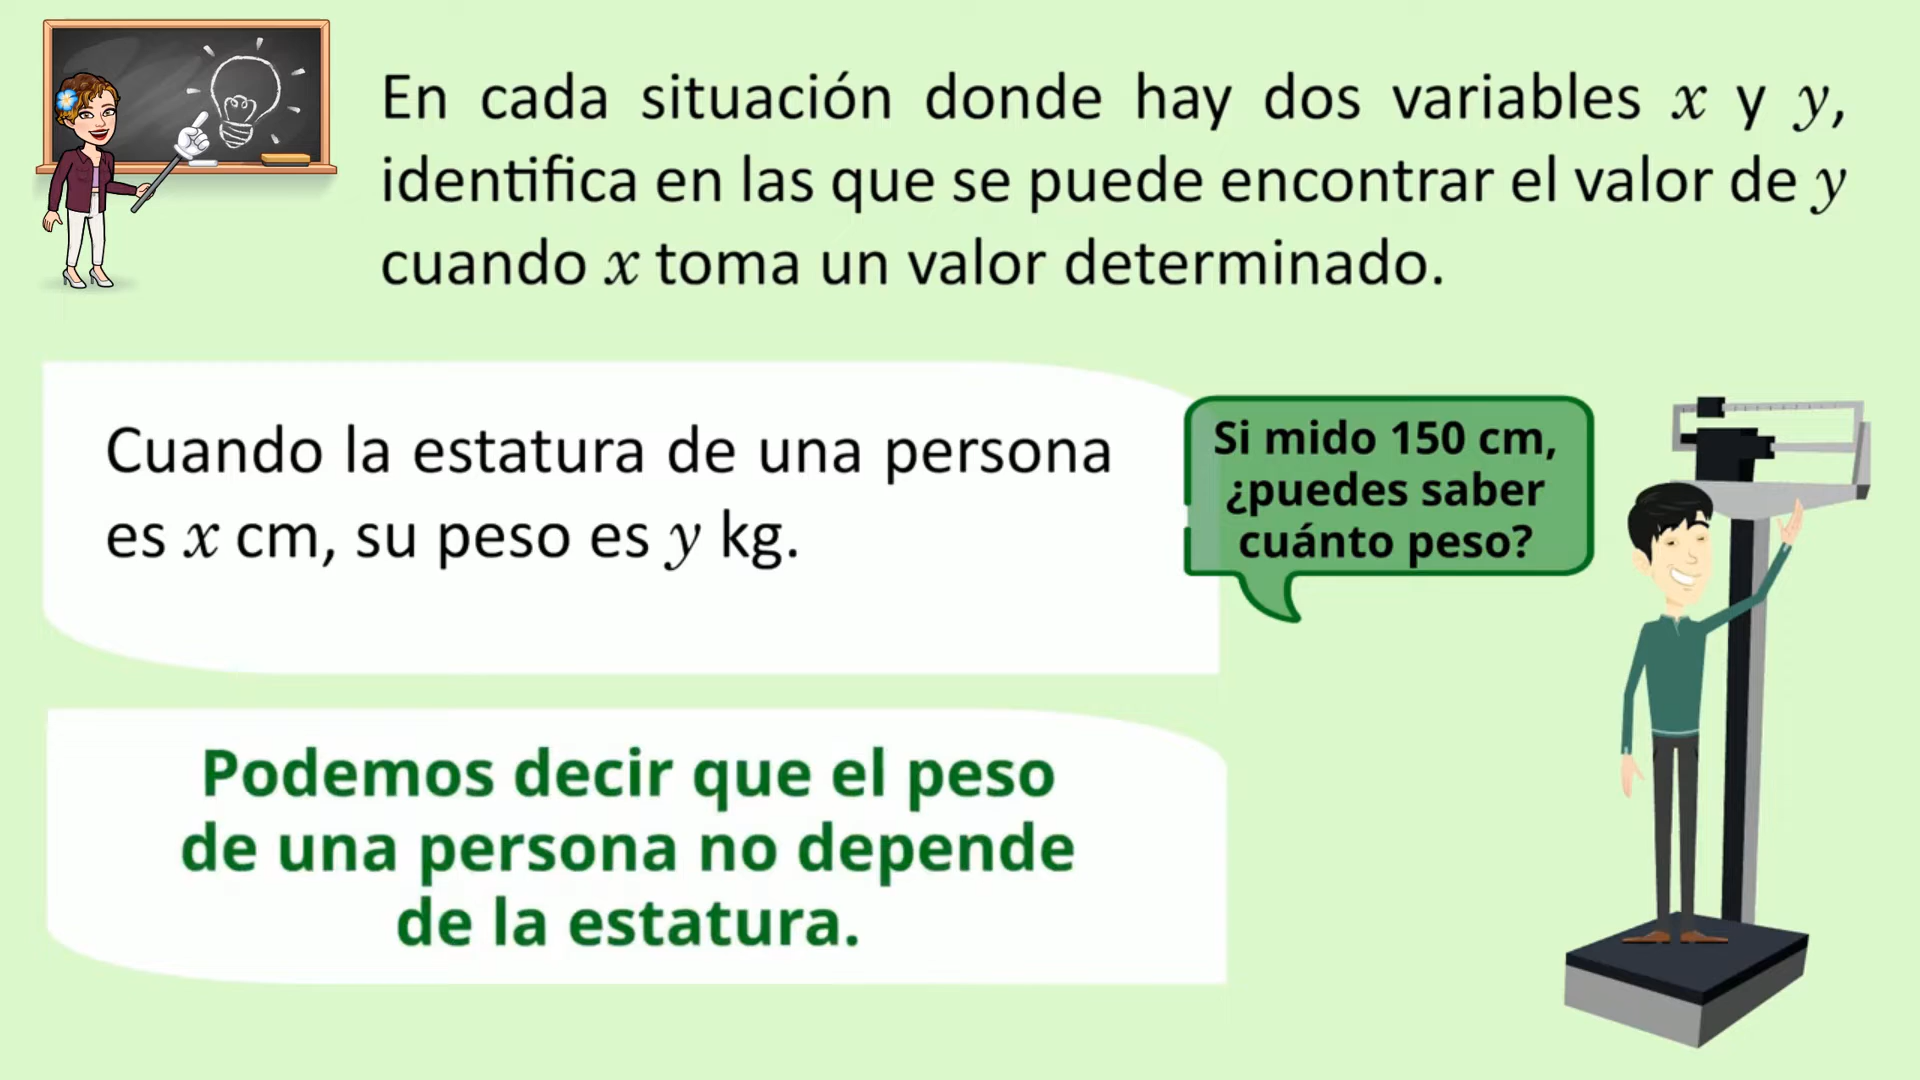 En cada situación donde hay dos variables x y y,
identifica en las que se puede encontrar el valor de y
cuando x toma un valor determinado.
Cuando la estatura de una persona
es x cm, su peso es y kg.
Si mido 150 cm,
¿puedes saber
cuánto peso?
Podemos decir que el peso
de una persona no depende
de la estatura.